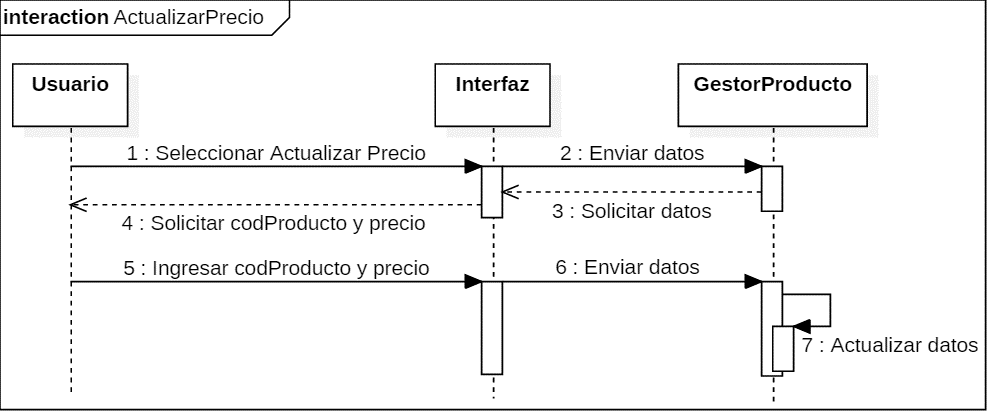 interaction ActualizarPrecio
Usuario
Interfaz
GestorProducto
1 : Seleccionar Actualizar Precio
2 : Enviar datos
3 : Solicitar datos
4 : Solicitar codProducto y precio
5 : Ingresar codProducto y precio
6 : Enviar datos
7 : Actualizar datos